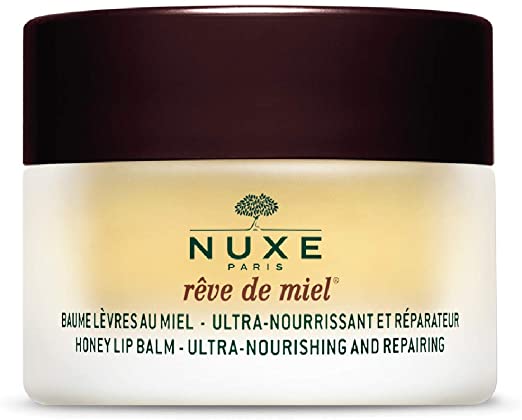 NUXE
PARIS
rêve de miel®
BAUME LÈVRES AU MIEL - ULTRA-NOURRISSANT ET RÉPARATEUR
HONEY LIP BALM - ULTRA-NOURISHING AND REPAIRING